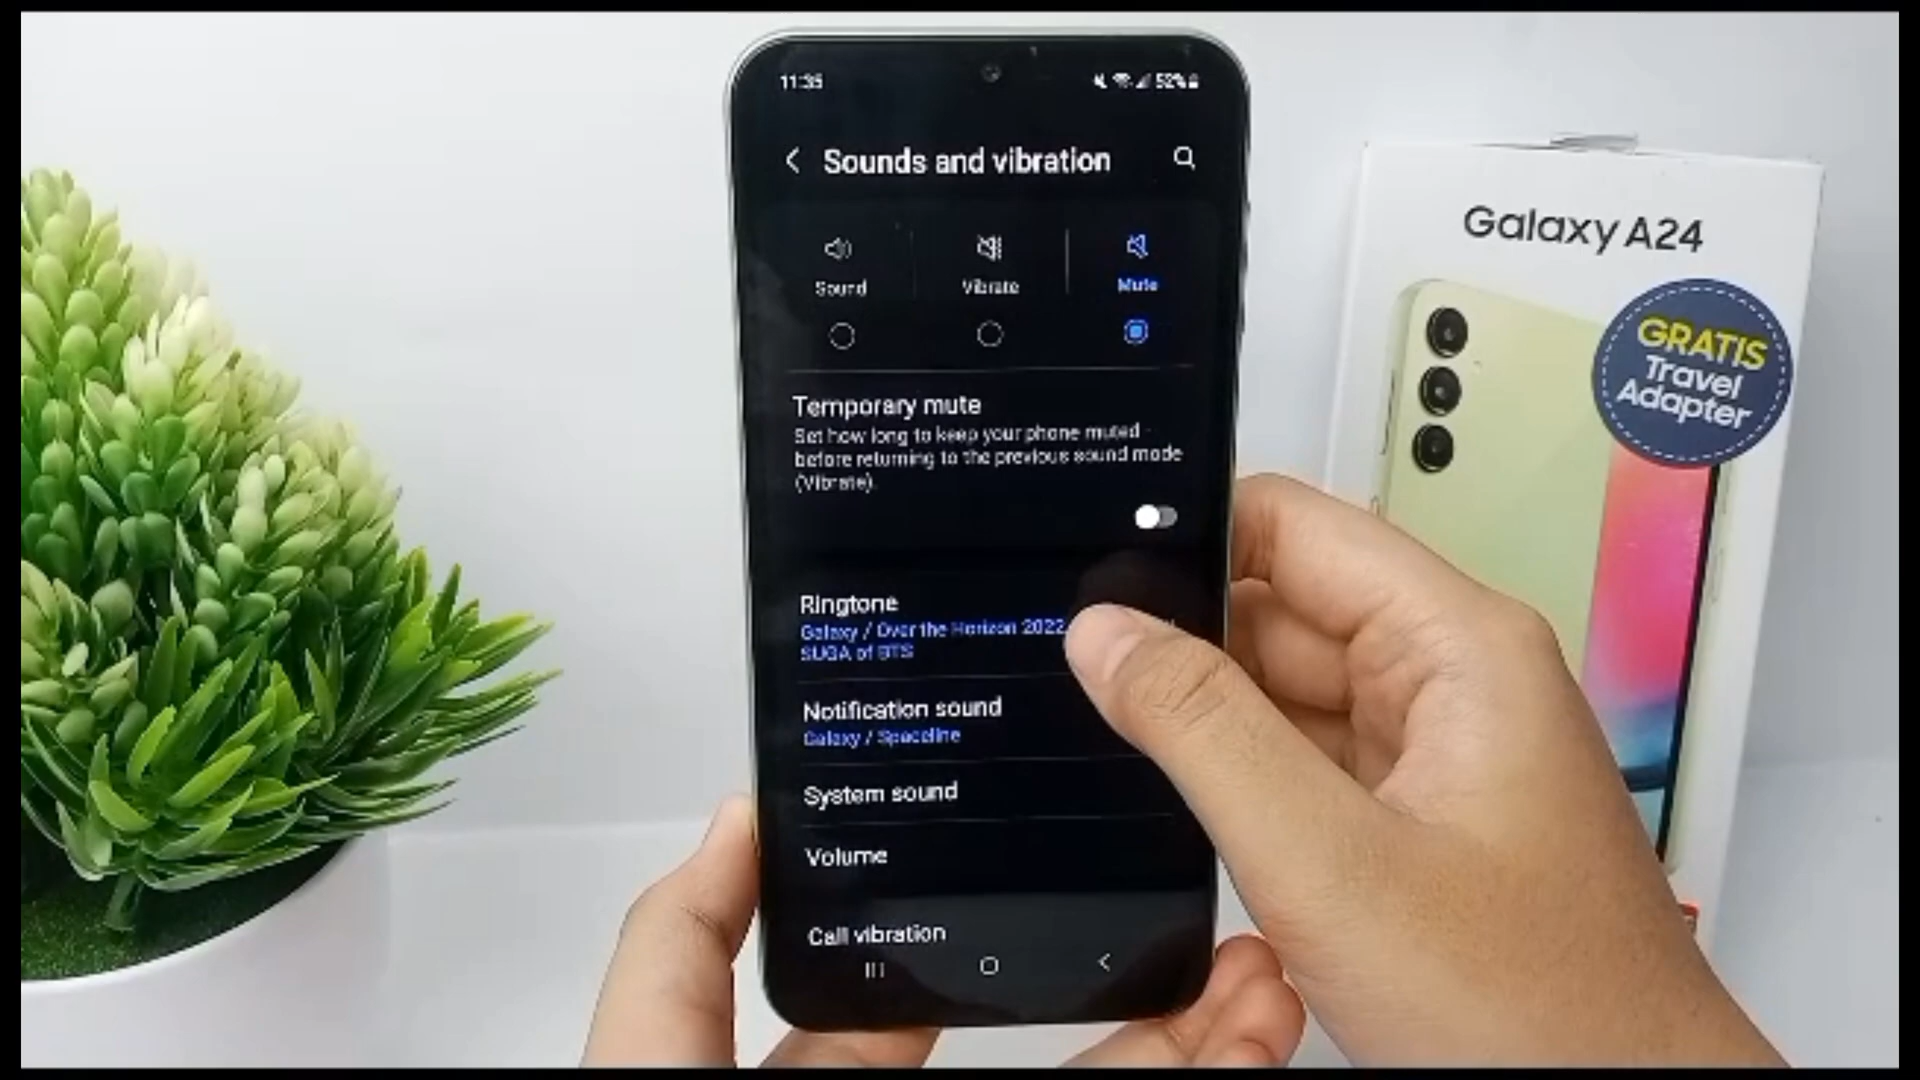 11:35
52%
Sounds and vibration
Sound
Vibrate
Mute
Temporary mute
Set how long to keep your phone muted
before returning to the previous sound mode
(Vibrate).
Ringtone
Galaxy / Over the Horizon 2022
SUGA of BTS
Notification sound
Galaxy / Spaceline
System sound
Volume
Call vibration
Galaxy A24
GRATIS
Travel
Adapter